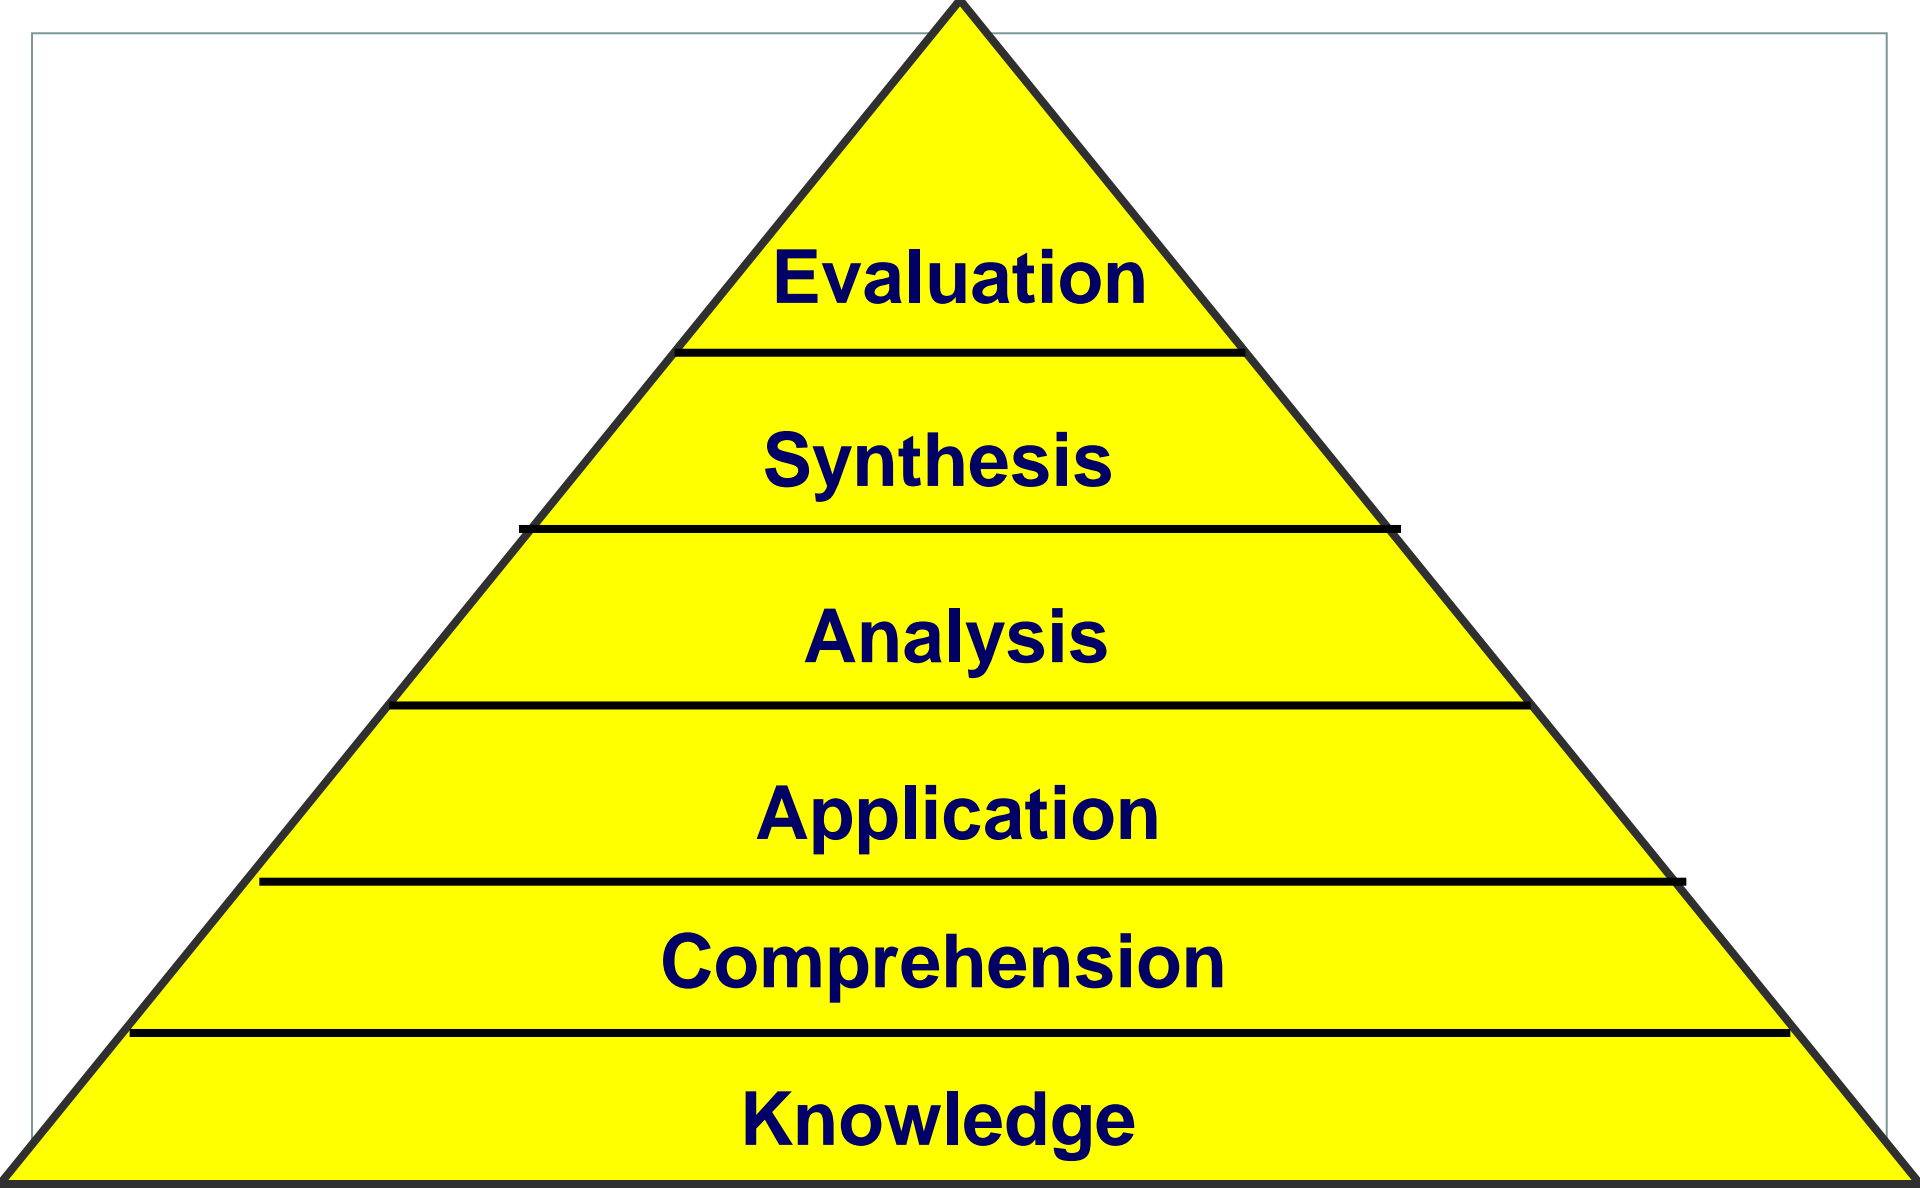 Evaluation
Synthesis
Analysis
Application
Comprehension
Knowledge